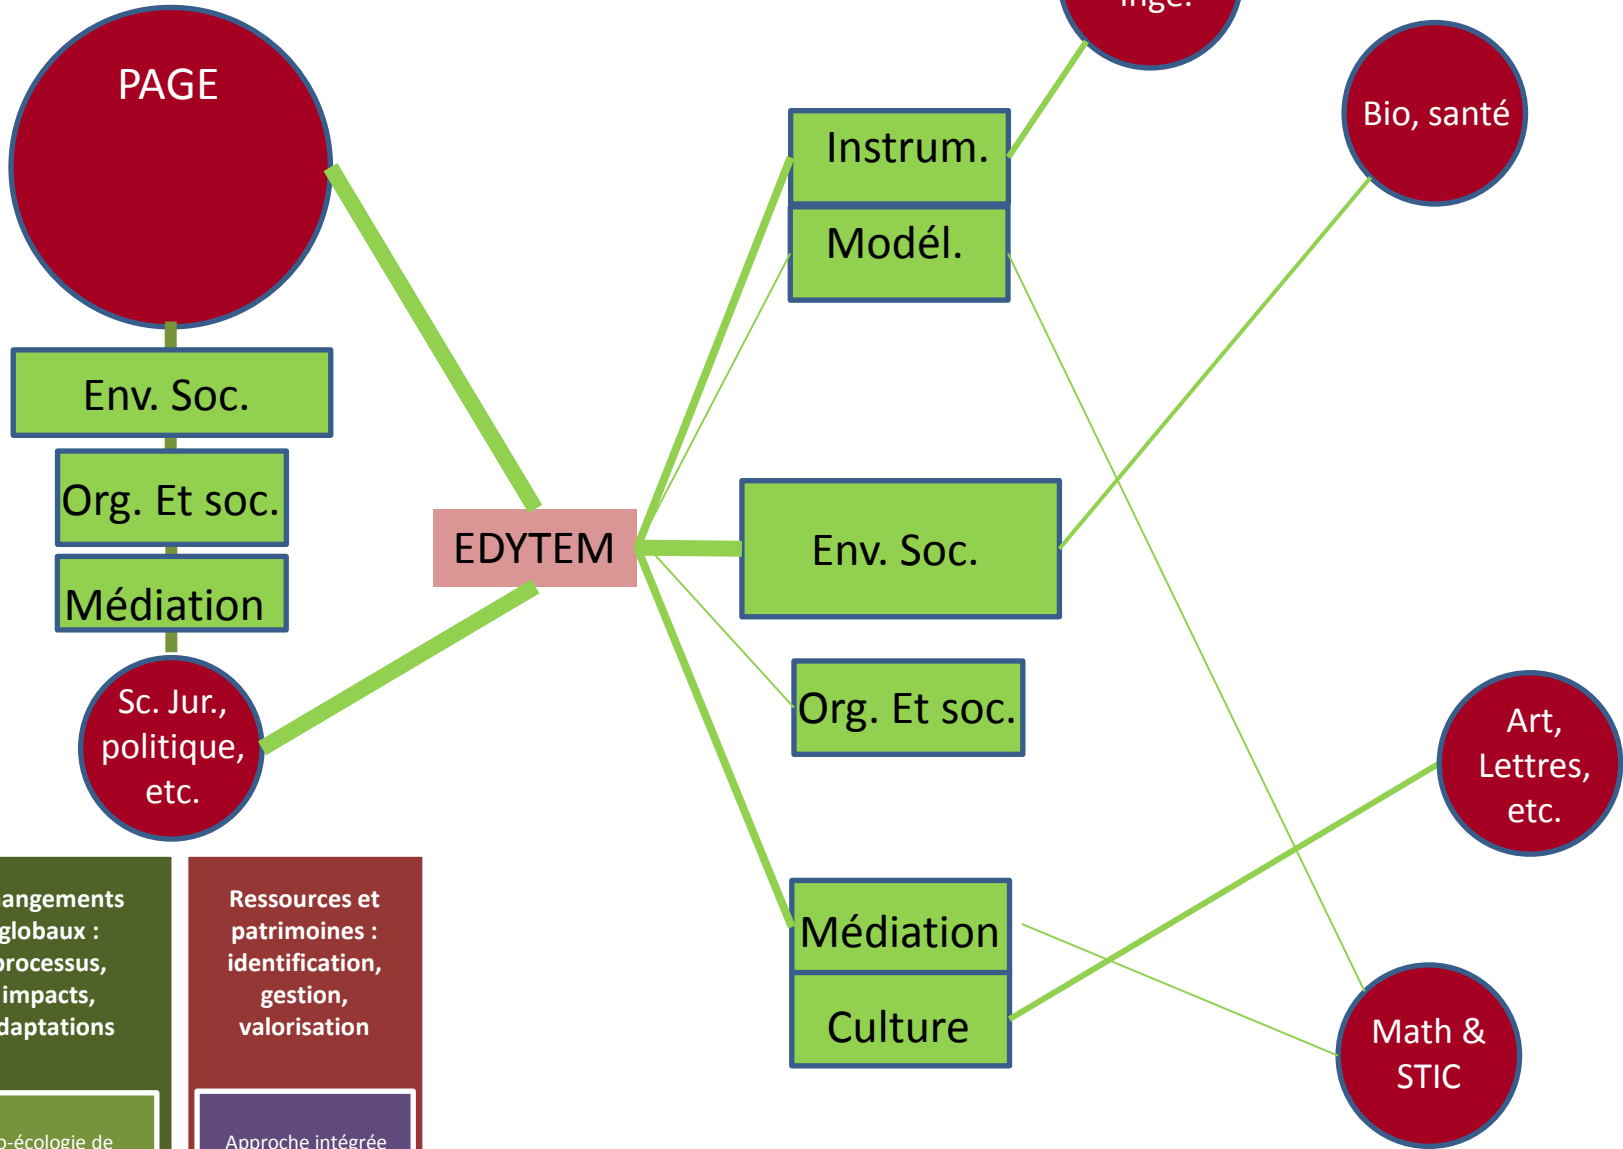 PAGE
Env. Soc.
Org. Et soc.
Médiation
Sc. Jur.,
politique,
etc.
EDYTEM
Instrum.
Modél.
Env. Soc.
Org. Et soc.
Médiation
Culture
Bio, santé
Art,
Lettres,
etc.
Math &
STIC
globaux :
impacts,
Ressources et
patrimoines :
identification,
gestion,
valorisation
Approche intégrée